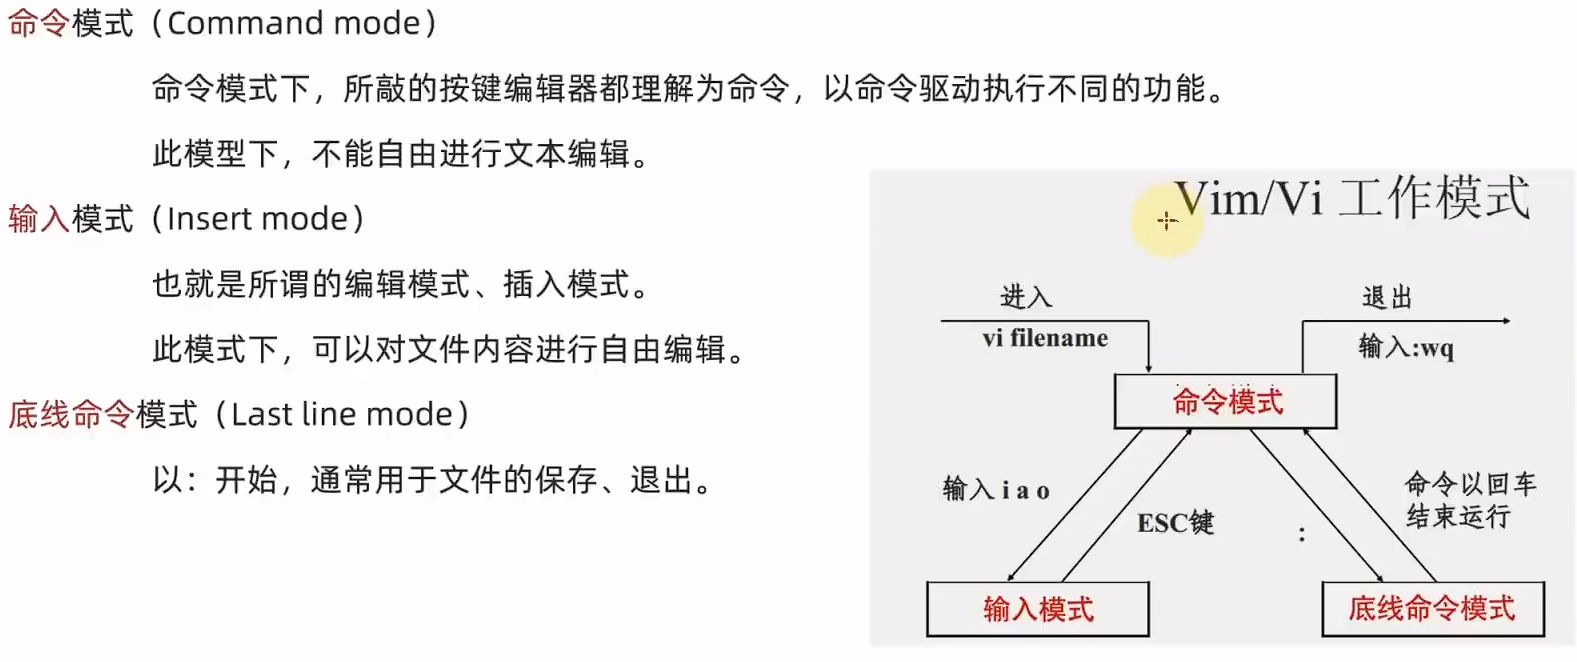 命令模式（Command mode）
命令模式下，所敲的按键编辑器都理解为命令，以命令驱动执行不同的功能。
此模型下，不能自由进行文本编辑。
输入模式（Insert mode）
也就是所谓的编辑模式、插入模式。
此模式下，可以对文件内容进行自由编辑。
底线命令模式（Last line mode）
以：开始，通常用于文件的保存、退出。
Vim/Vi 工作模式
进入
vi filename
退出
输入:wq
命令模式
输入 i a o
ESC键
:
命令以回车
结束运行
输入模式
底线命令模式